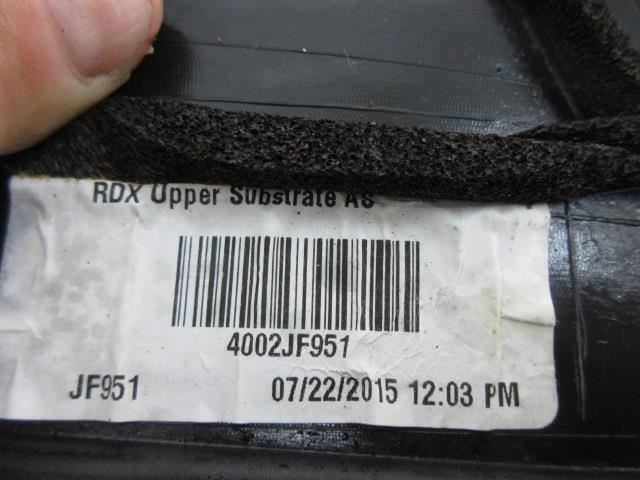 RDX Upper Substrate AS
4002JF951
JF951 07/22/2015 12:03 PM